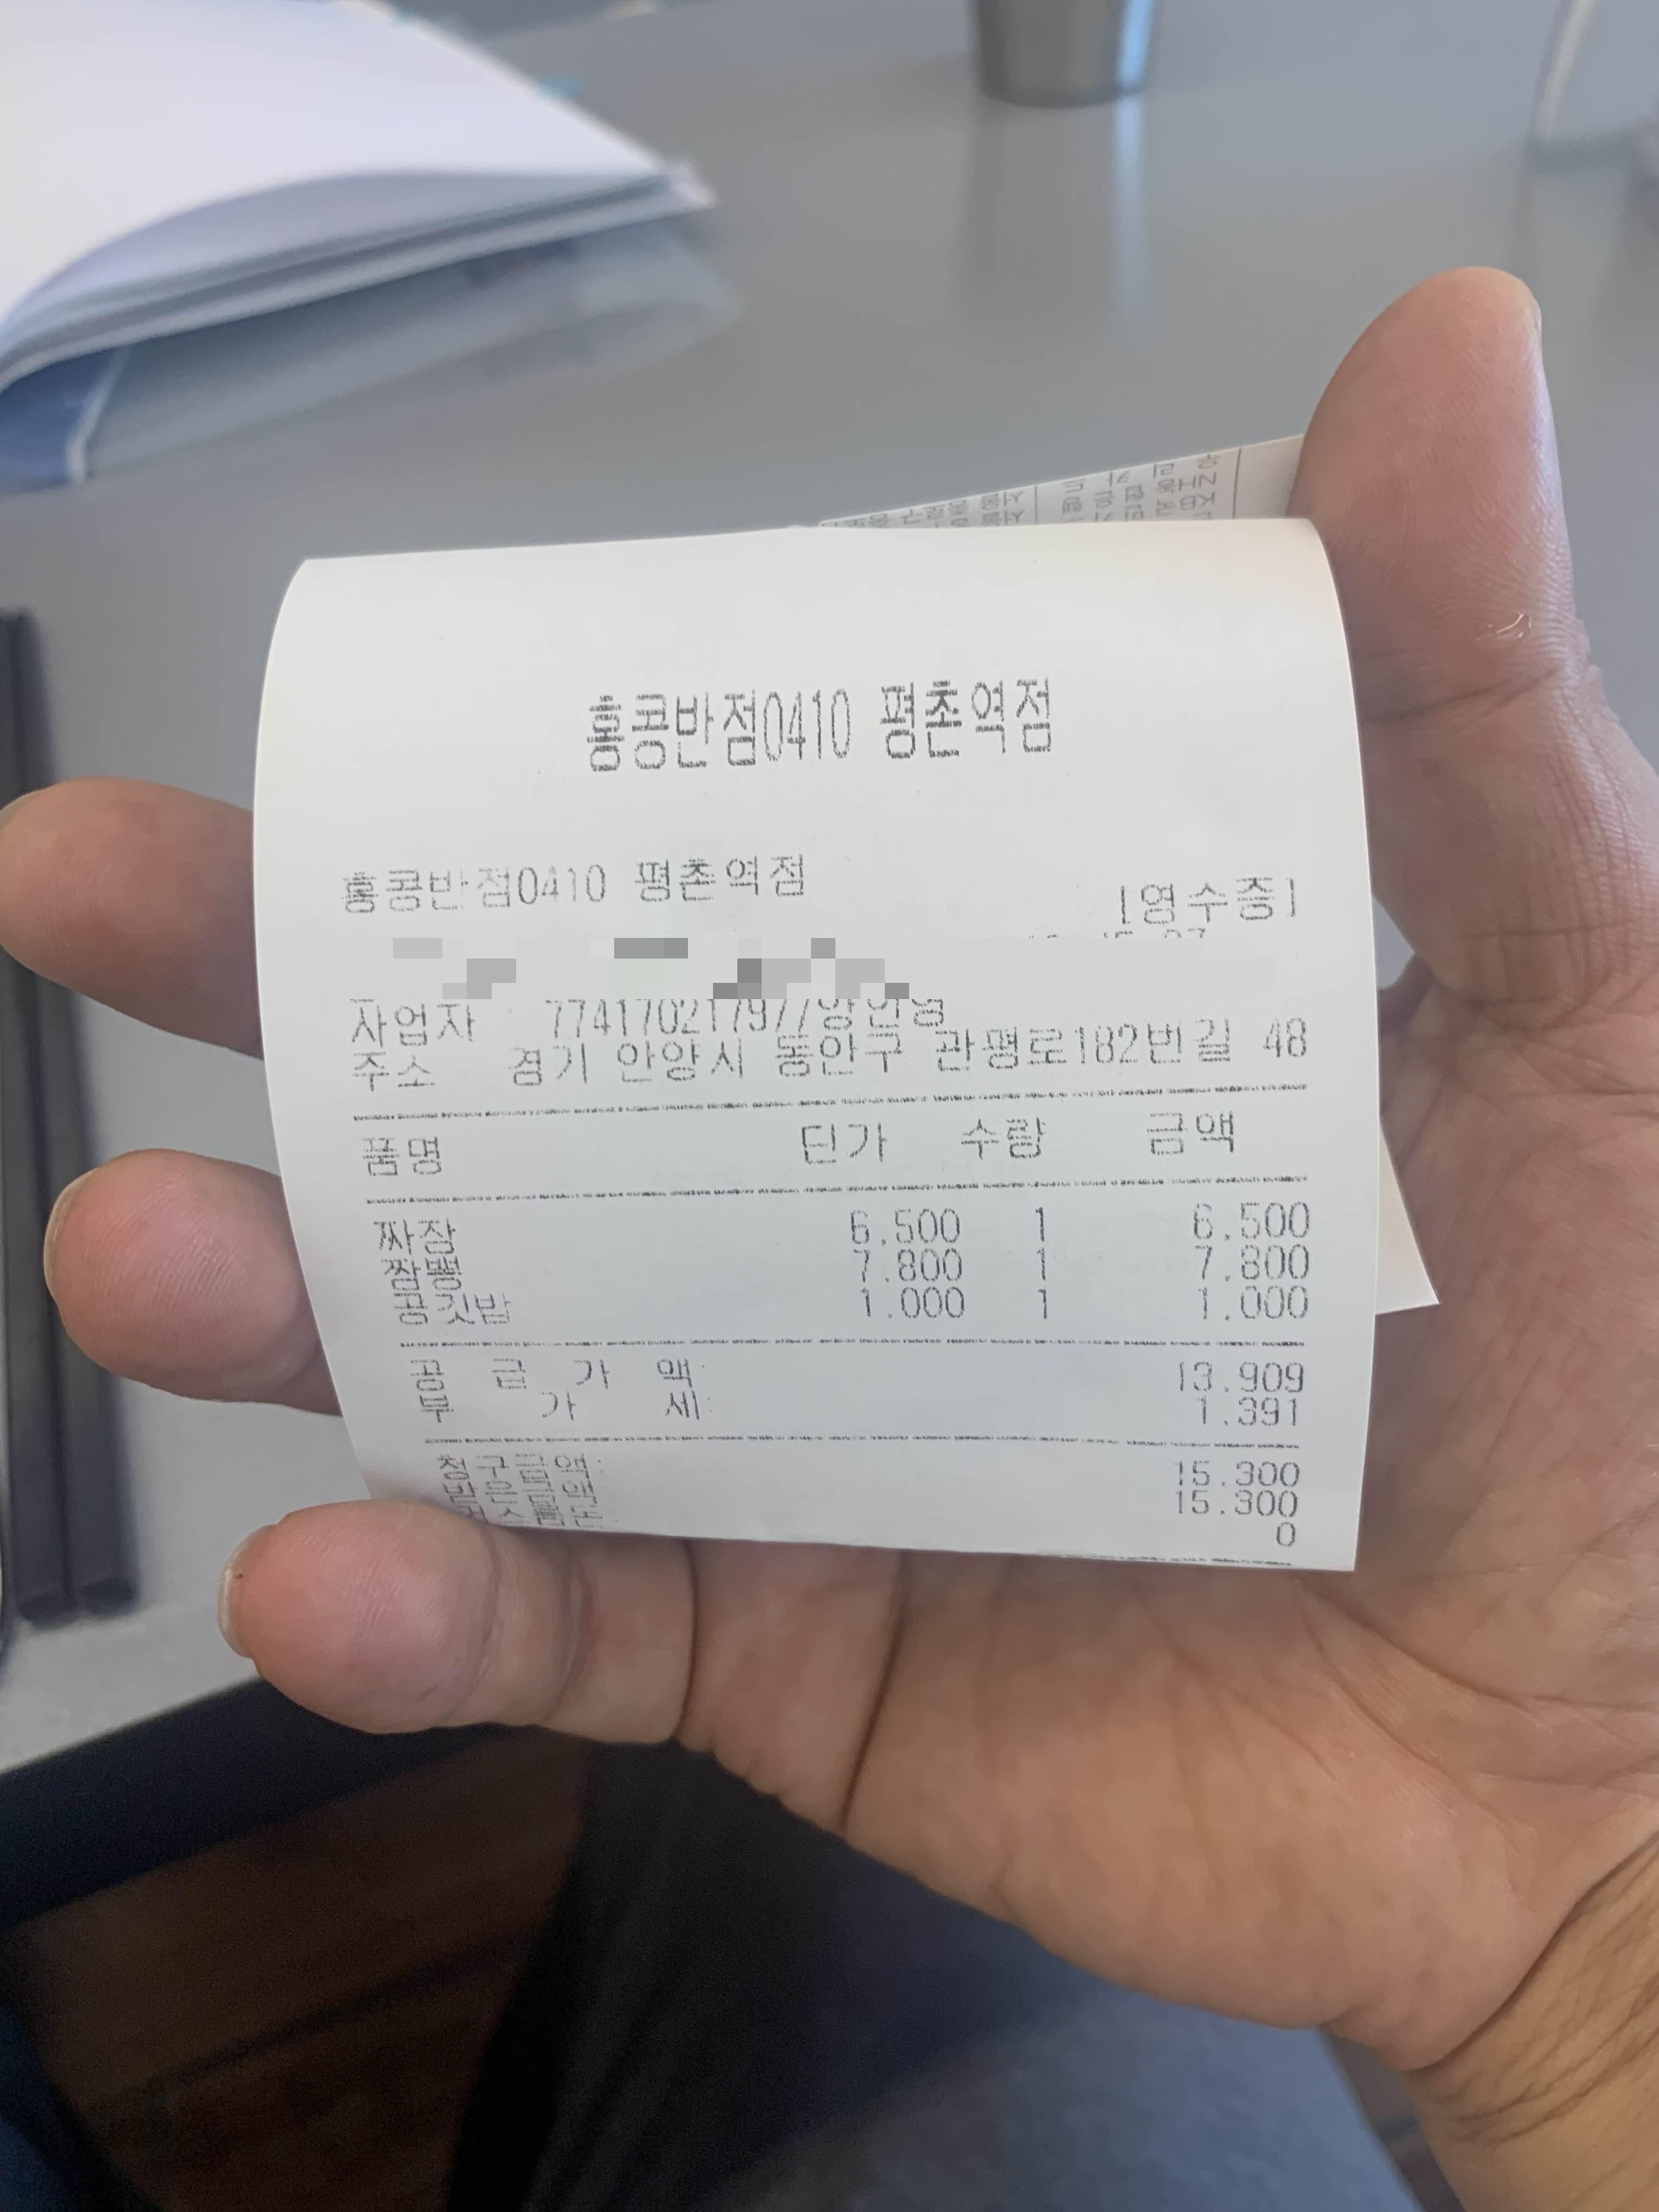 홍콩반점0410 평촌역점
홍콩반점0410 평촌역점
[영수증]
사업자 7741702179
주소 경기 안양시 동안구 관평로182번길 48
품명 단가 수량 금액
짜장 6,500 1 6,500
짬뽕 7,800 1 7,800
공깃밥 1,000 1 1,000
공 급 가 액: 13,909
부 가 세: 1,391
청구금액: 15,300
받은금액: 15,300
거스름돈: 0